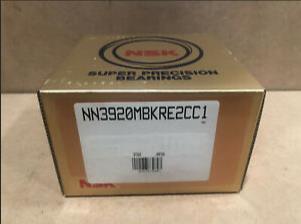 NSK
SUPER PRECISION
BEARINGS
NN3920MBKRE2CC1
NSK